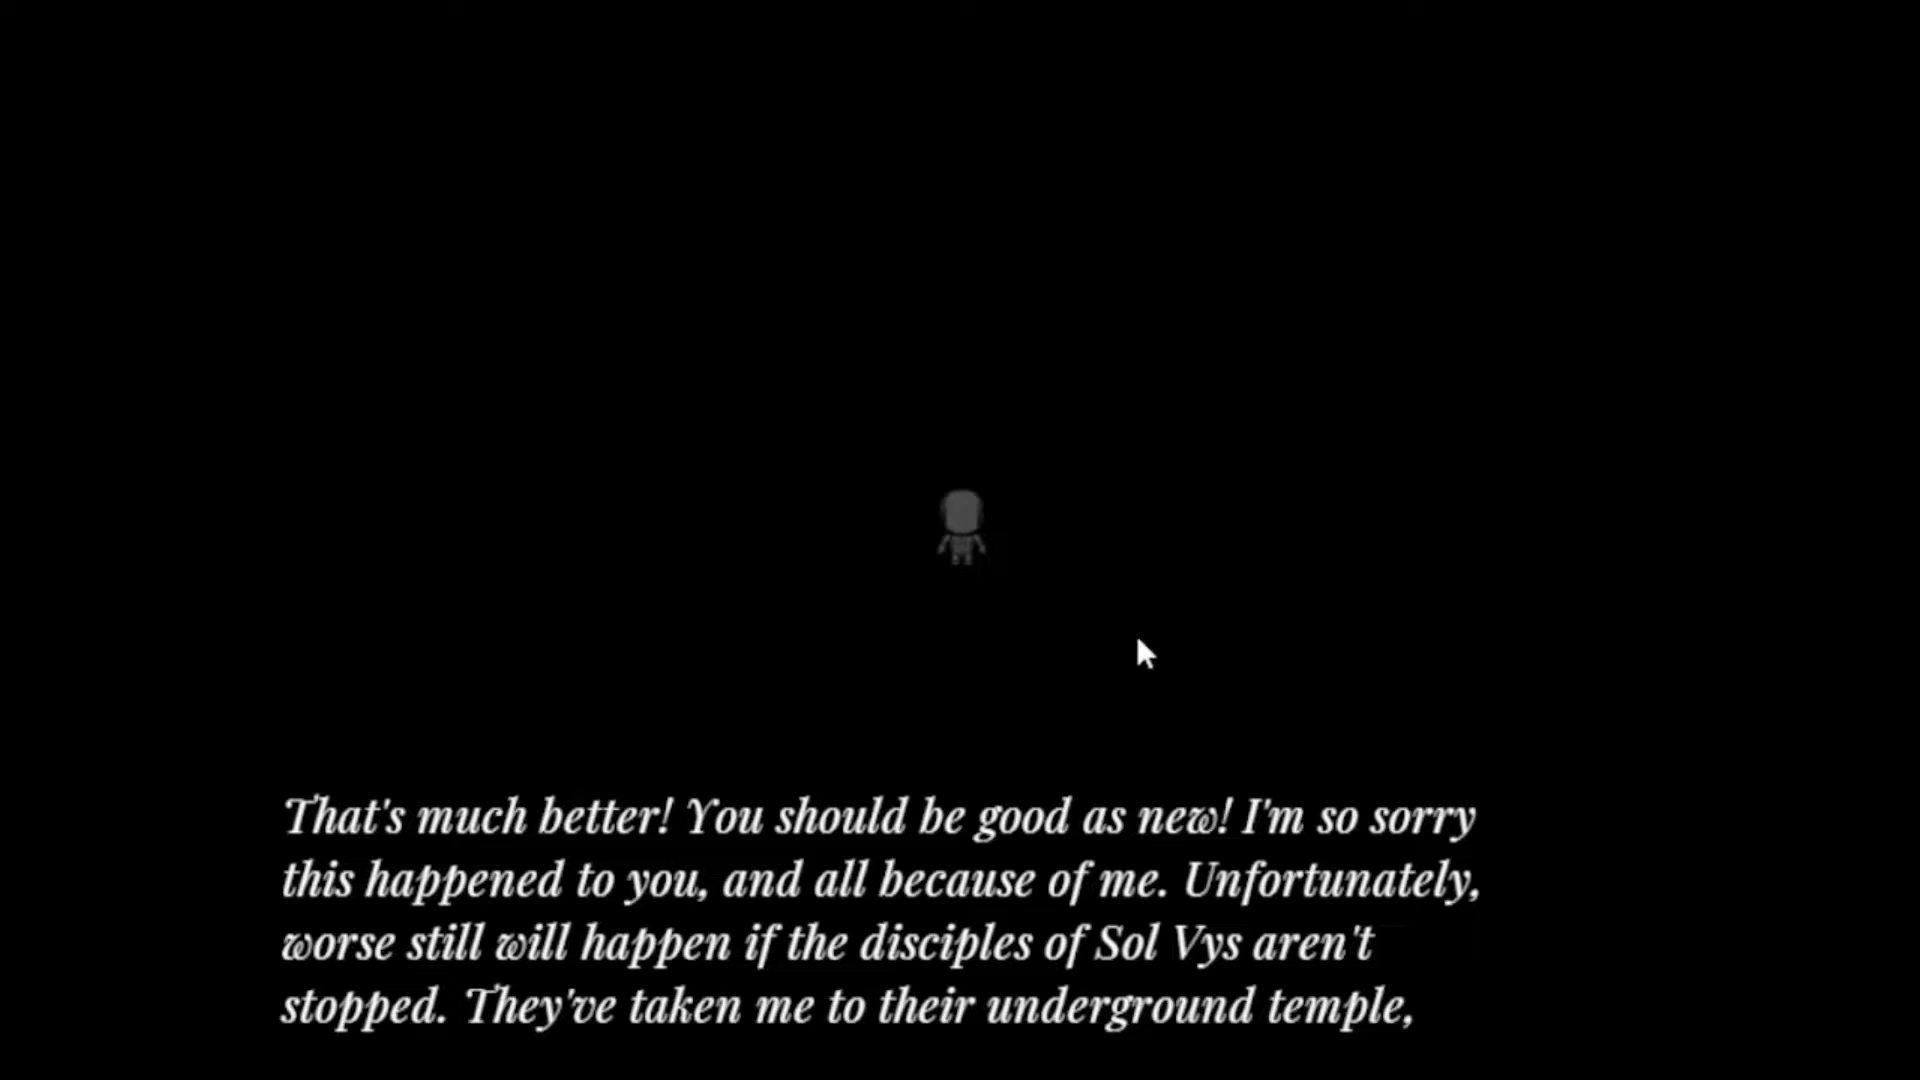 That's much better! You should be good as new! I'm so sorry
this happened to you, and all because of me. Unfortunately,
worse still will happen if the disciples of Sol Vys aren't
stopped. They've taken me to their underground temple,